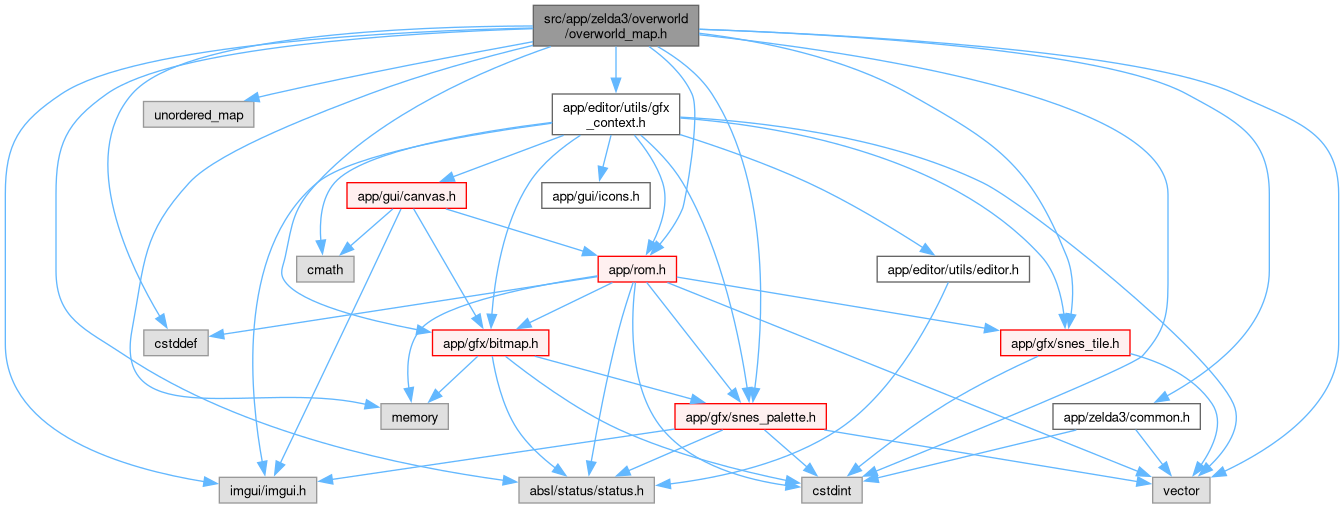 src/app/zelda3/overworld
/overworld_map.h
unordered_map
app/editor/utils/gfx
_context.h
app/gui/canvas.h
app/gui/icons.h
cmath
app/rom.h
app/editor/utils/editor.h
cstddef
app/gfx/bitmap.h
app/gfx/snes_tile.h
memory
app/gfx/snes_palette.h
app/zelda3/common.h
imgui/imgui.h
absl/status/status.h
cstdint
vector